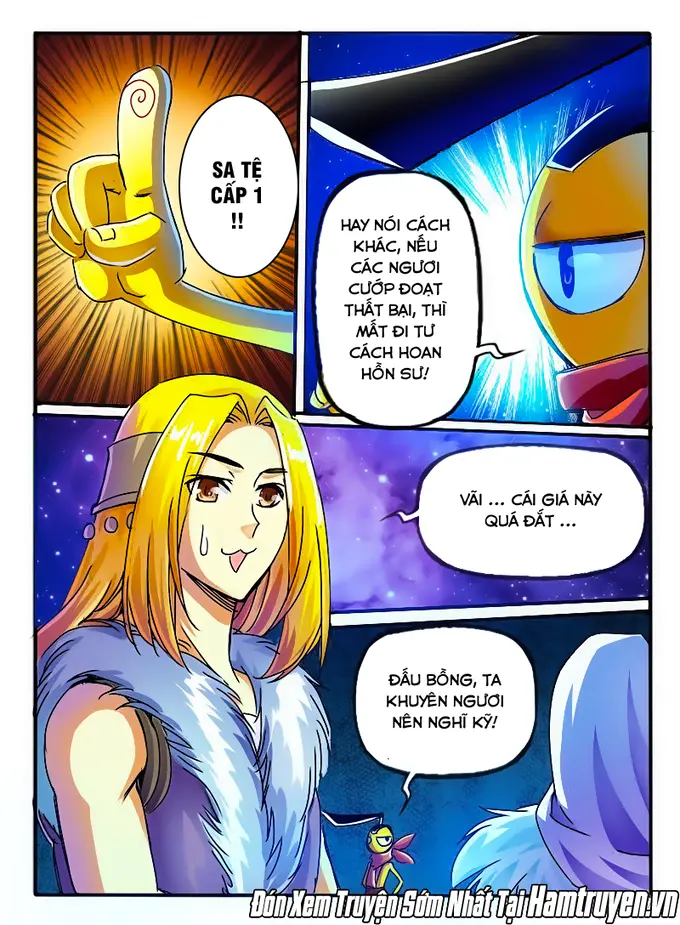 SA TỆ
CẤP 1
!!
HAY NÓI CÁCH
KHÁC, NẾU
CÁC NGƯƠI
CƯỚP ĐOẠT
THẤT BẠI, THÌ
MẤT ĐI TƯ
CÁCH HOAN
HỒN SƯ!
VÃI ... CÁI GIÁ NÀY
QUÁ ĐẮT ...
ĐẤU BỒNG, TA
KHUYÊN NGƯƠI
NÊN NGHĨ KỸ!
Đón Xem Truyện Sớm Nhất Tại Hamtruyen.vn